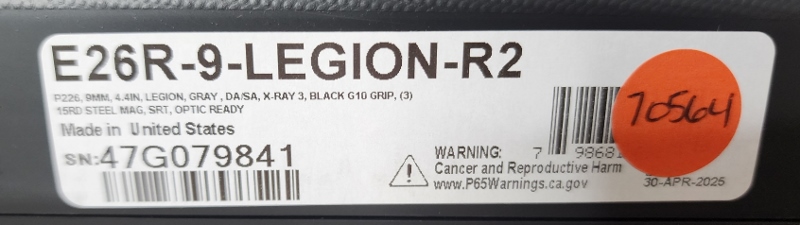 E26R-9-LEGION-R2
P226, 9MM, 4.4IN, LEGION, GRAY , DA/SA, X-RAY 3, BLACK G10 GRIP, (3)
15RD STEEL MAG, SRT, OPTIC READY
Made in United States
SN:47G079841
WARNING:
Cancer and Reproductive Harm
www.P65Warnings.ca.gov
7 9868
70564
30-APR-2025